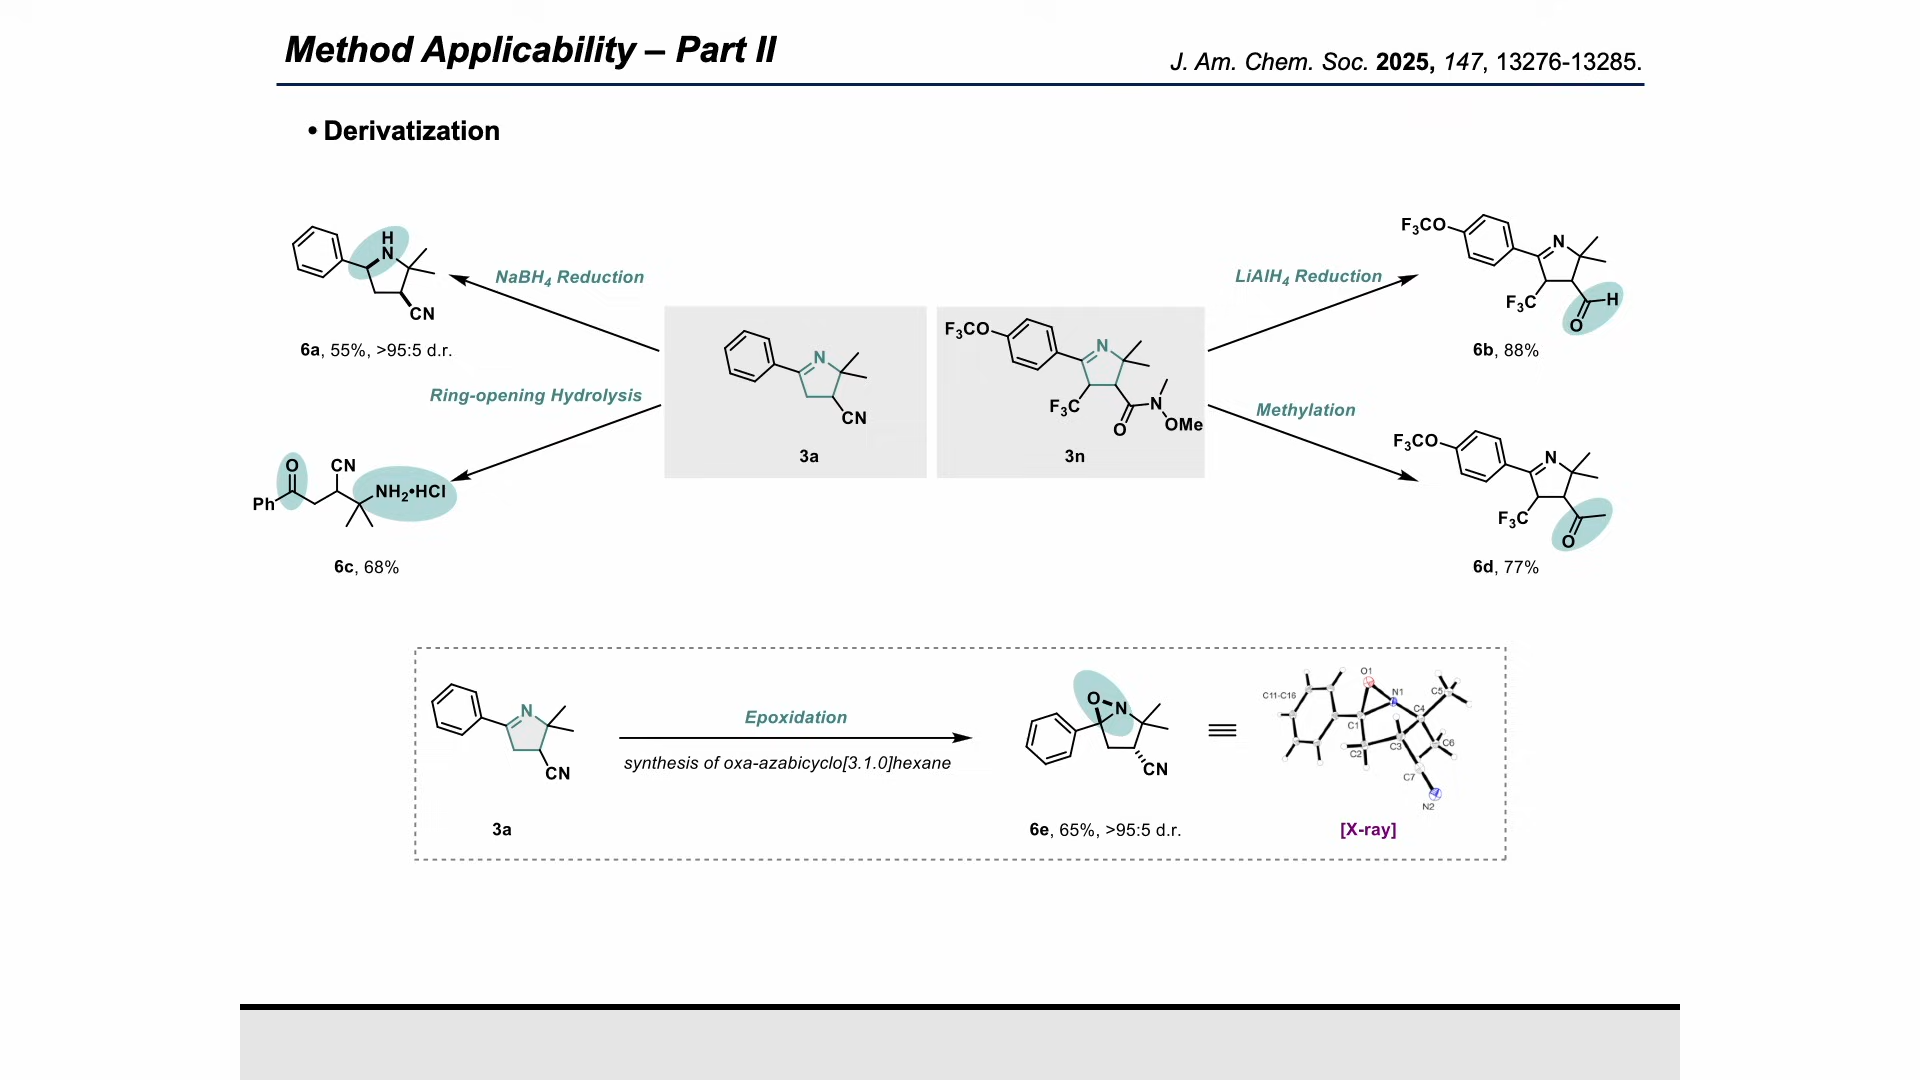 Method Applicability – Part II
J. Am. Chem. Soc. 2025, 147, 13276-13285.
• Derivatization
H
N
CN
6a, 55%, >95:5 d.r.
NaBH4 Reduction
Ring-opening Hydrolysis
O
CN
Ph
NH2•HCl
6c, 68%
N
CN
3a
F3CO
N
F3C
O
N
OMe
3n
LiAlH4 Reduction
Methylation
F3CO
N
F3C
H
O
6b, 88%
F3CO
N
F3C
O
6d, 77%
N
CN
3a
Epoxidation
synthesis of oxa-azabicyclo[3.1.0]hexane
O
N
CN
6e, 65%, >95:5 d.r.
O1
C11-C16
N1
C5
C1
C4
C2
C3
C6
C7
N2
[X-ray]